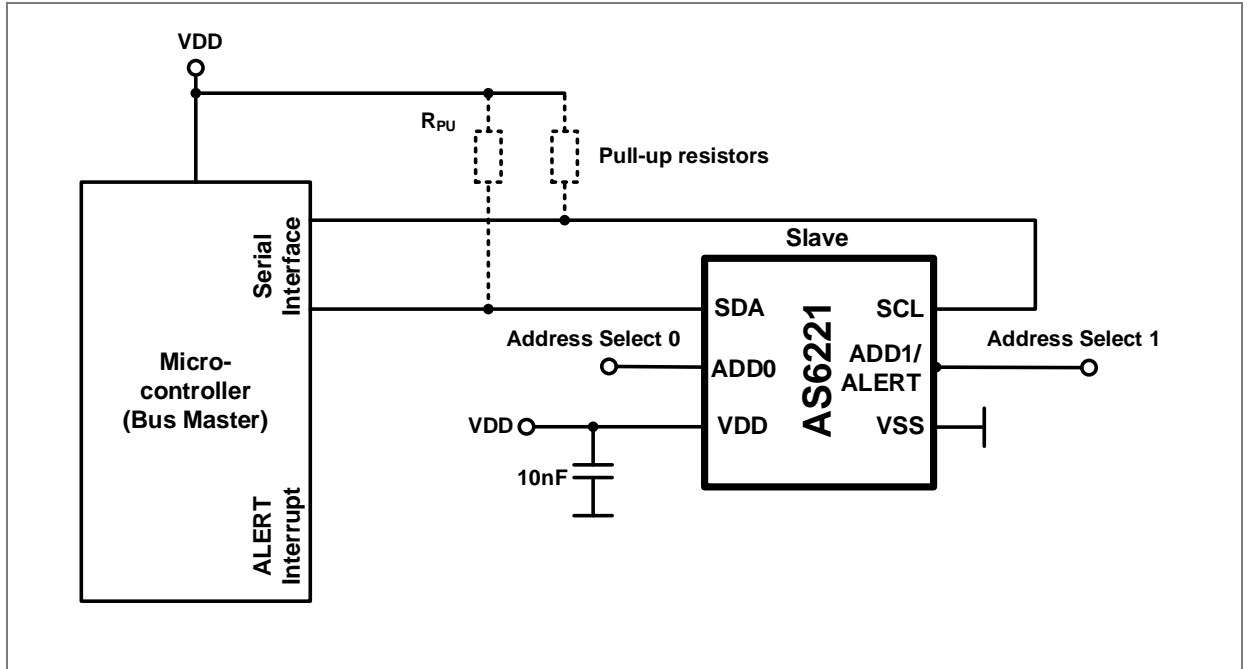 VDD
RPU
Pull-up resistors
Serial
Interface
Slave
SDA
SCL
Address Select 0
Address Select 1
ADD0
ADD1/
ALERT
AS6221
Micro-
controller
(Bus Master)
VDD
VDD
VSS
10nF
ALERT
Interrupt